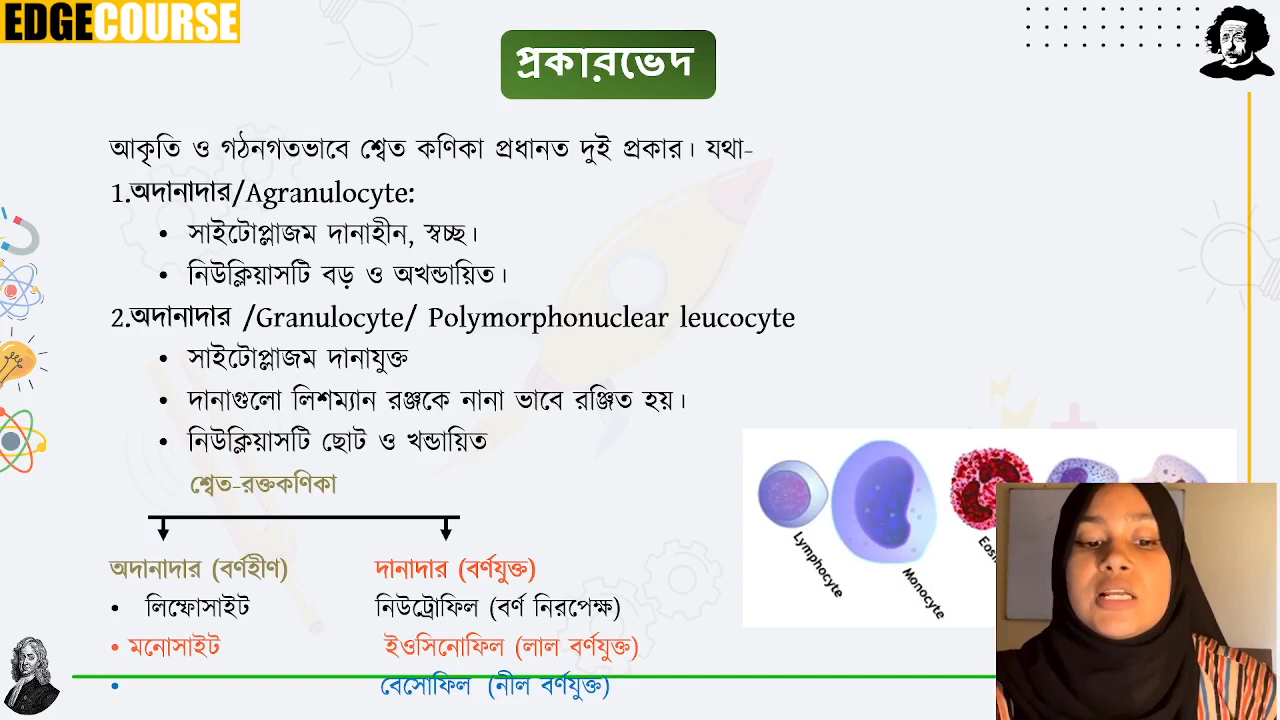 EDGECOURSE
প্রকারভেদ
আকৃতি ও গঠনগতভাবে শ্বেত কণিকা প্রধানত দুই প্রকার। যথা-
1.অদানাদার/Agranulocyte:
• সাইটোপ্লাজম দানাহীন, স্বচ্ছ।
• নিউক্লিয়াসটি বড় ও অখন্ডায়িত।
2.অদানাদার /Granulocyte/ Polymorphonuclear leucocyte
• সাইটোপ্লাজম দানাযুক্ত
• দানাগুলো লিশম্যান রঞ্জকে নানা ভাবে রঞ্জিত হয়।
• নিউক্লিয়াসটি ছোট ও খন্ডায়িত
শ্বেত-রক্তকণিকা
অদানাদার (বর্ণহীণ) দানাদার (বর্ণযুক্ত)
• লিম্ফোসাইট নিউট্রোফিল (বর্ণ নিরপেক্ষ)
• মনোসাইট ইওসিনোফিল (লাল বর্ণযুক্ত)
• বেসোফিল (নীল বর্ণযুক্ত)
Lymphocyte
Monocyte